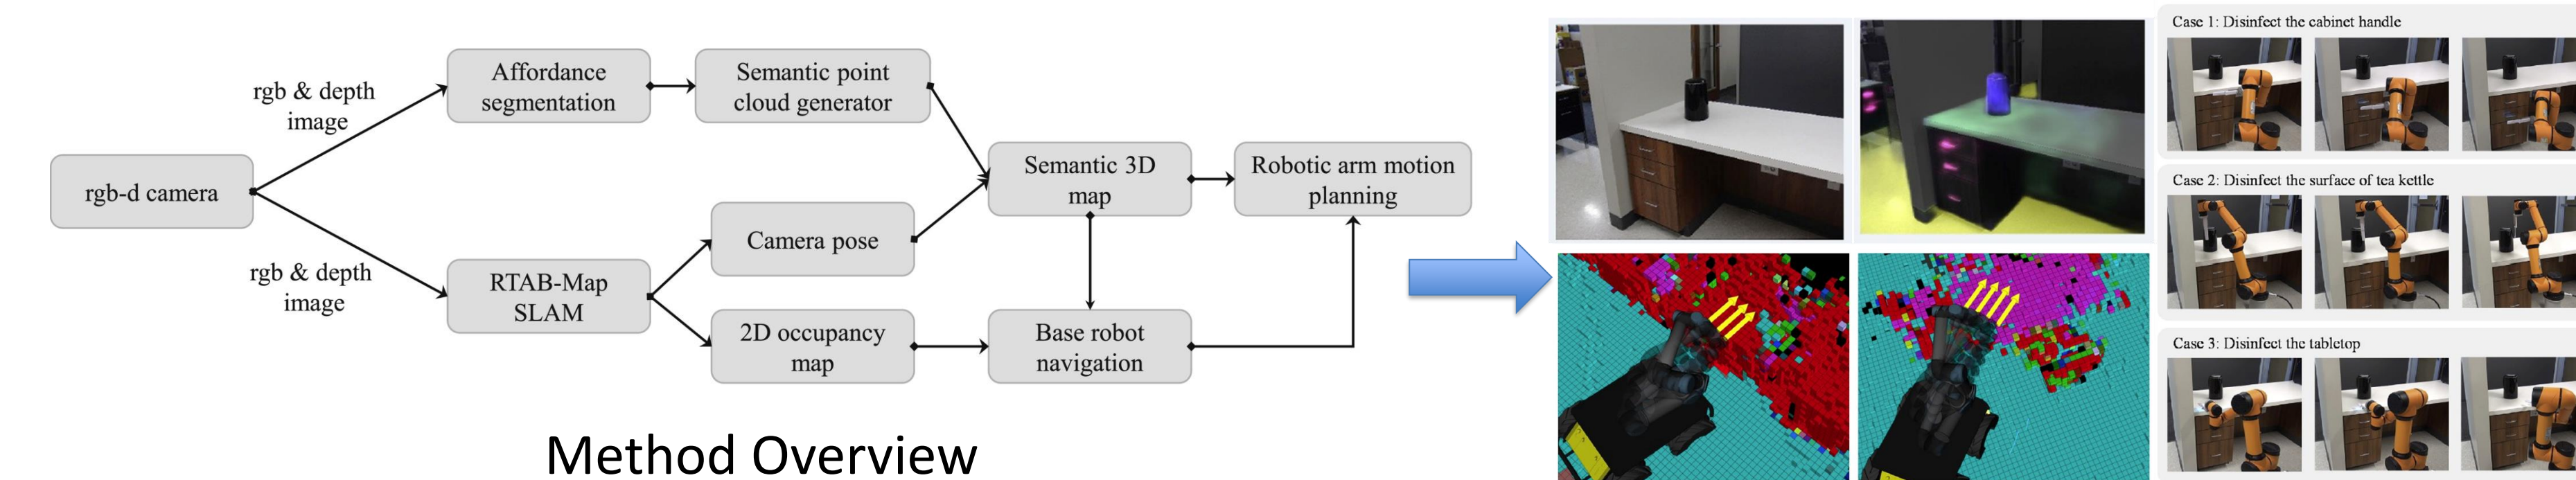 rgb-d camera
rgb & depth
image
rgb & depth
image
Affordance
segmentation
Semantic point
cloud generator
RTAB-Map
SLAM
Camera pose
2D occupancy
map
Semantic 3D
map
Base robot
navigation
Robotic arm motion
planning
Method Overview
Case 1: Disinfect the cabinet handle
Case 2: Disinfect the surface of tea kettle
Case 3: Disinfect the tabletop